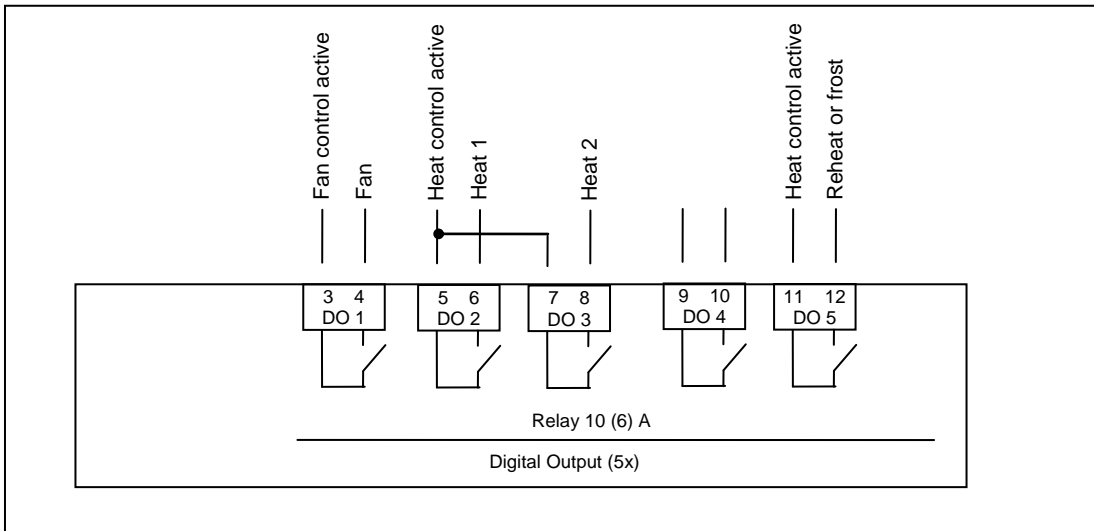 Fan control active
Fan
Heat control active
Heat 1
Heat 2
Heat control active
Reheat or frost
3 4
DO 1
5 6
DO 2
7 8
DO 3
9 10
DO 4
11 12
DO 5
Relay 10 (6) A
Digital Output (5x)